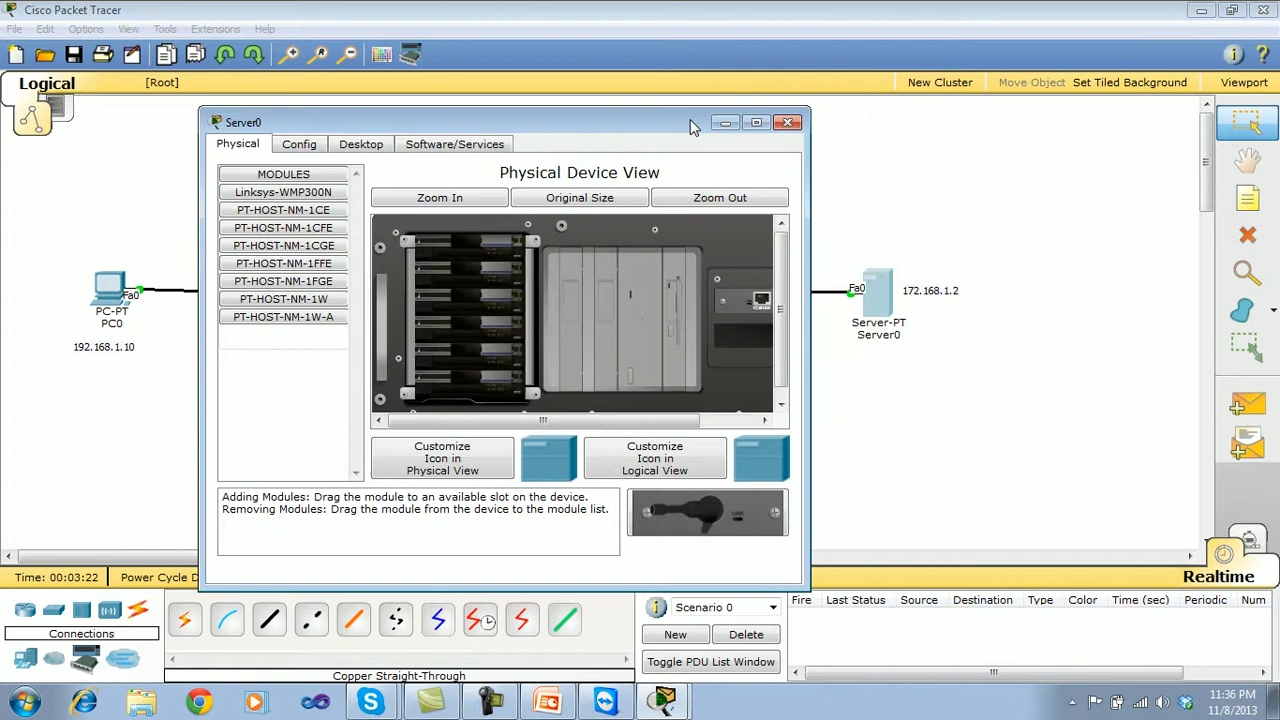 Cisco Packet Tracer
File Edit Options View Tools Extensions Help
Logical [Root] New Cluster Move Object Set Tiled Background Viewport
Server0
Physical Config Desktop Software/Services
MODULES
Linksys-WMP300N
PT-HOST-NM-1CE
PT-HOST-NM-1CFE
PT-HOST-NM-1CGE
PT-HOST-NM-1FFE
PT-HOST-NM-1FGE
PT-HOST-NM-1W
PT-HOST-NM-1W-A
Physical Device View
Zoom In Original Size Zoom Out
Customize
Icon in
Physical View
Customize
Icon in
Logical View
Adding Modules: Drag the module to an available slot on the device.
Removing Modules: Drag the module from the device to the module list.
LINK
Fa0
PC-PT
PC0
192.168.1.10
Fa0
172.168.1.2
Server-PT
Server0
Time: 00:03:22 Power Cycle D
Realtime
Connections
Copper Straight-Through
Scenario 0
New Delete
Toggle PDU List Window
Fire Last Status Source Destination Type Color Time (sec) Periodic Num
11:36 PM
11/8/2013